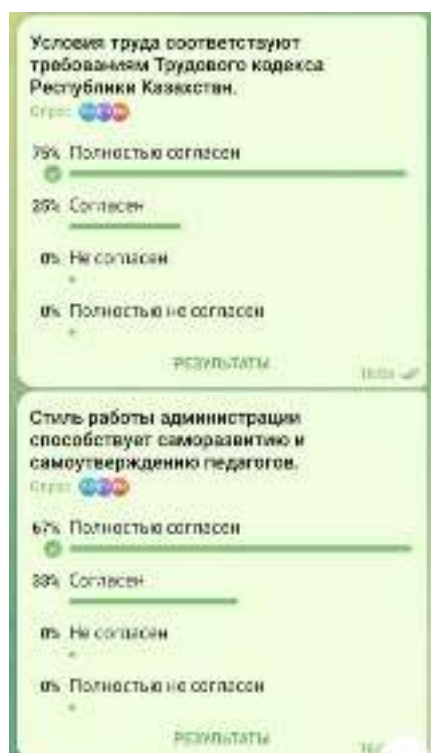 Условия труда соответствуют
требованиям Трудового кодекса
Республики Казахстан.
Опрос
75% Полностью согласен
25% Согласен
0% Не согласен
0% Полностью не согласен
РЕЗУЛЬТАТЫ
Стиль работы администрации
способствует саморазвитию и
самоутверждению педагогов.
Опрос
67% Полностью согласен
33% Согласен
0% Не согласен
0% Полностью не согласен
РЕЗУЛЬТАТЫ